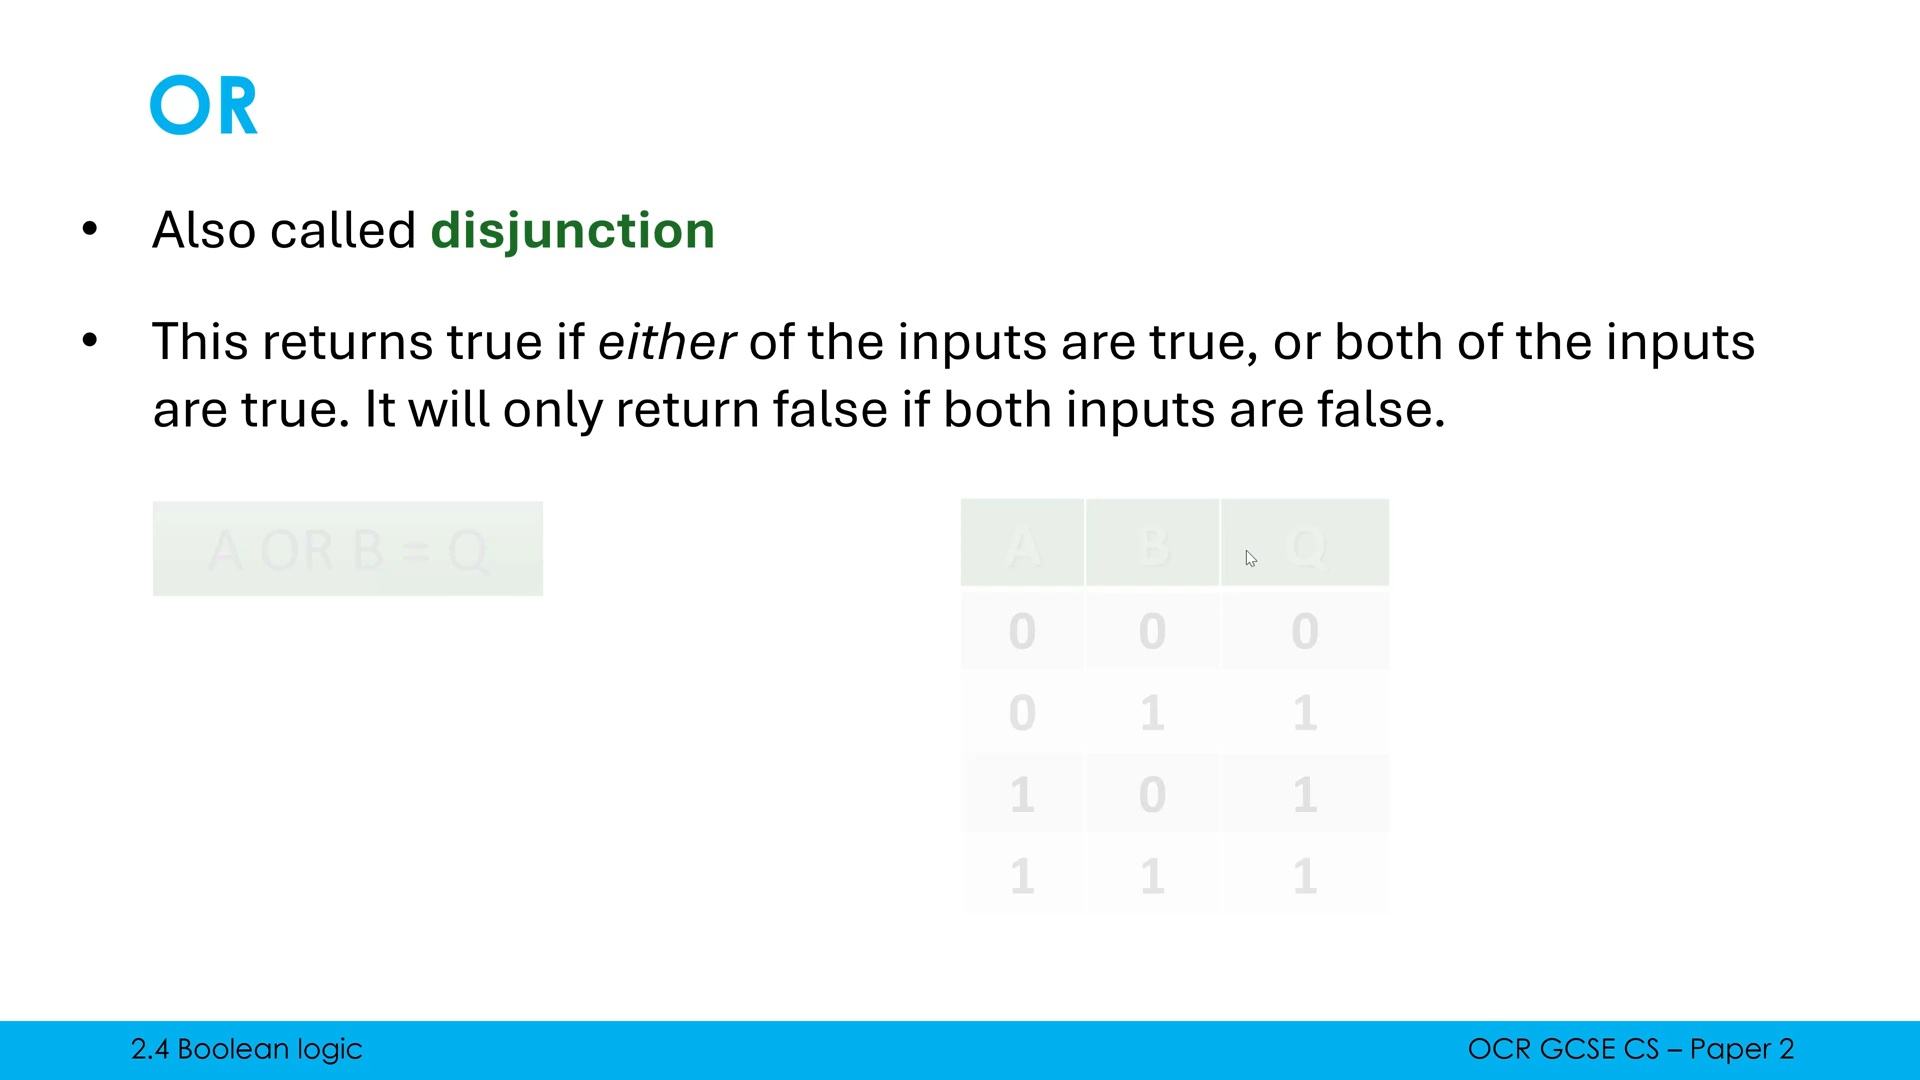 OR
• Also called disjunction
• This returns true if either of the inputs are true, or both of the inputs
are true. It will only return false if both inputs are false.
A OR B = Q
A B Q
0 0 0
0 1 1
1 0 1
1 1 1
2.4 Boolean logic
OCR GCSE CS – Paper 2